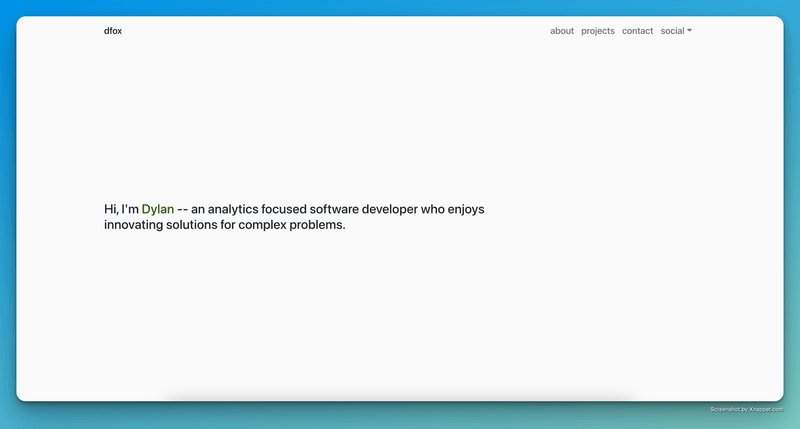 dfox about projects contact social
Hi, I'm Dylan -- an analytics focused software developer who enjoys
innovating solutions for complex problems.
Screenshot by Xnapper.com